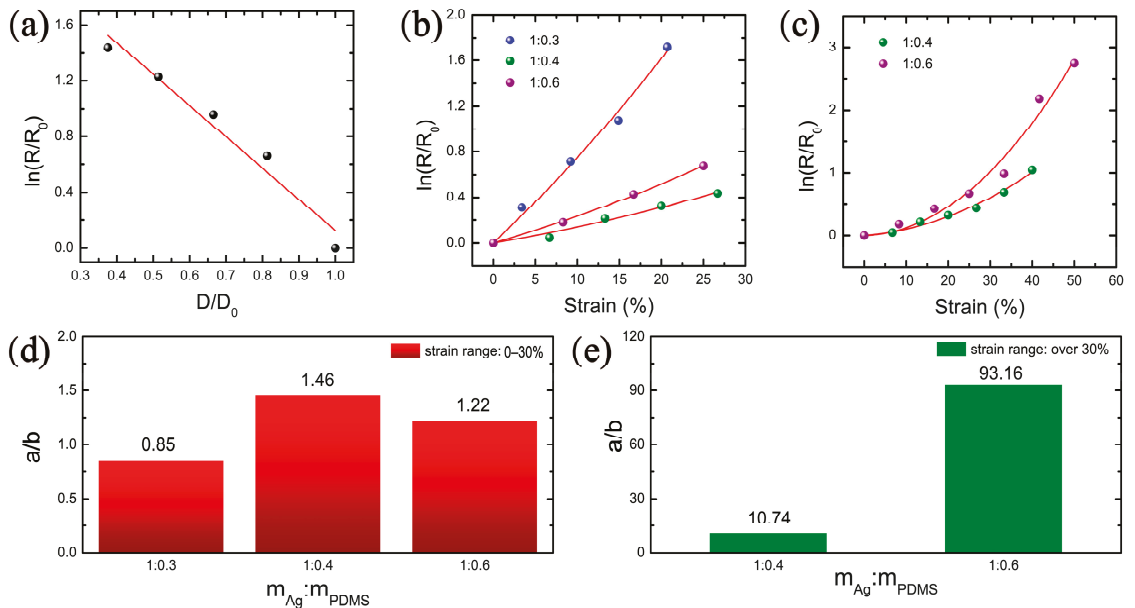 (a)
ln(R/R0)
1.6
1.2
0.8
0.4
0.0
0.3 0.4 0.5 0.6 0.7 0.8 0.9 1.0 1.1
D/D0
(b)
ln(R/R0)
2.0
1.6
1.2
0.8
0.4
0.0
1:0.3
1:0.4
1:0.6
0 5 10 15 20 25 30
Strain (%)
(c)
ln(R/R0)
3
2
1
0
1:0.4
1:0.6
0 10 20 30 40 50 60
Strain (%)
(d)
a/b
2.0
1.5
1.0
0.5
0.0
strain range: 0–30%
0.85
1.46
1.22
1:0.3 1:0.4 1:0.6
mAg:mPDMS
(e)
a/b
120
90
60
30
0
strain range: over 30%
10.74
93.16
1:0.4 1:0.6
mAg:mPDMS